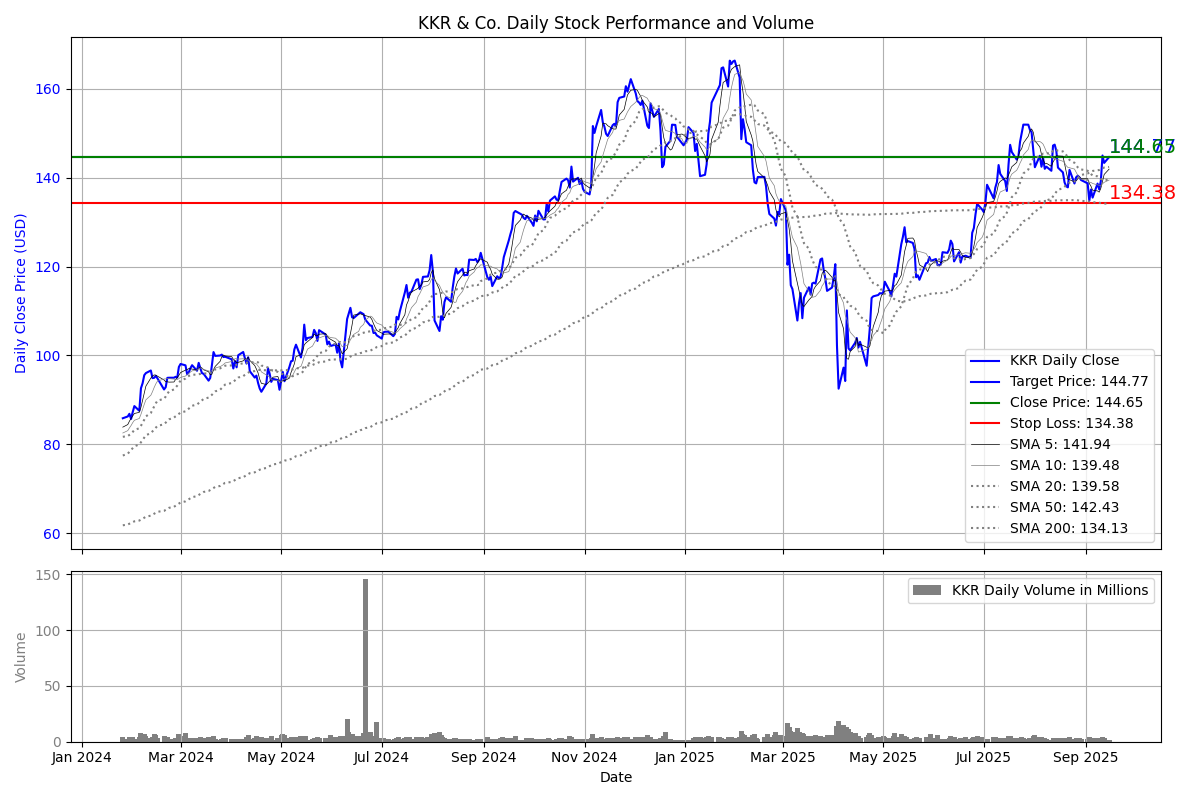 KKR & Co. Daily Stock Performance and Volume
Daily Close Price (USD)
160
140
120
100
80
60
144.77
144.65
134.38
KKR Daily Close
Target Price: 144.77
Close Price: 144.65
Stop Loss: 134.38
SMA 5: 141.94
SMA 10: 139.48
SMA 20: 139.58
SMA 50: 142.43
SMA 200: 134.13
Volume
150
100
50
0
KKR Daily Volume in Millions
Jan 2024
Mar 2024
May 2024
Jul 2024
Sep 2024
Nov 2024
Jan 2025
Mar 2025
May 2025
Jul 2025
Sep 2025
Date